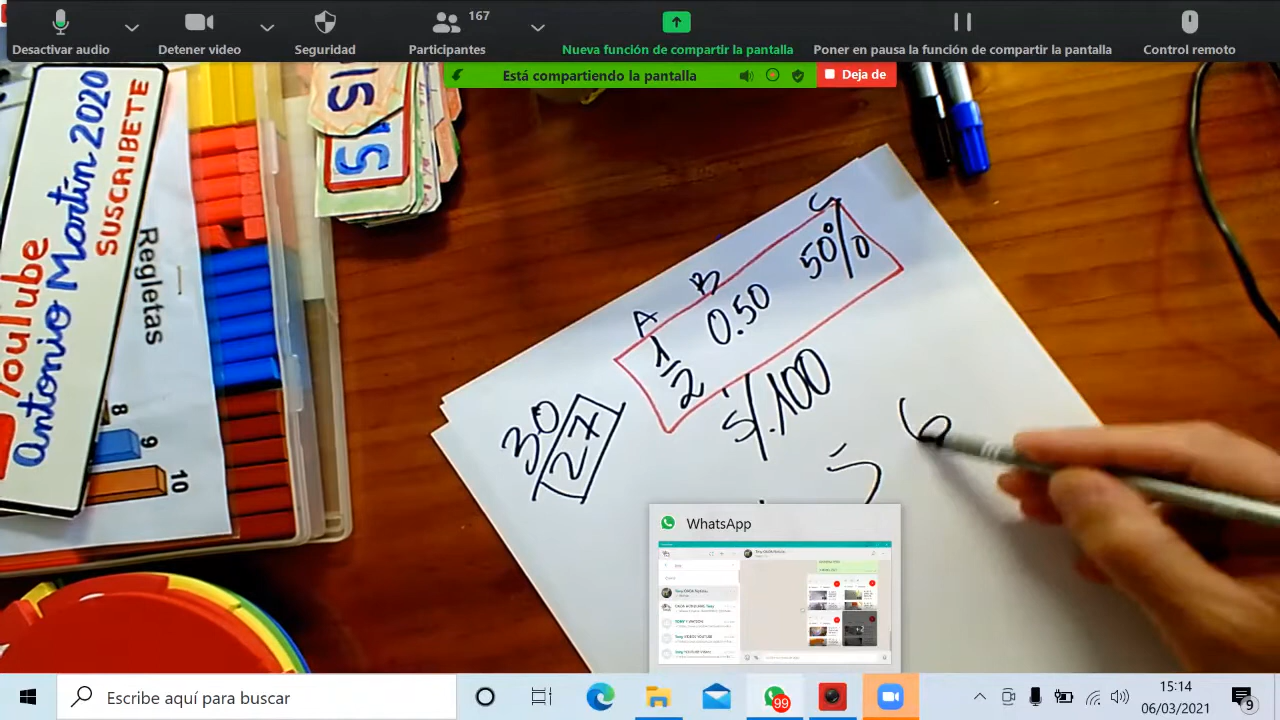 167
Desactivar audio
Detener video
Seguridad
Participantes
Nueva función de compartir la pantalla
Poner en pausa la función de compartir la pantalla
Control remoto
Está compartiendo la pantalla
Deja de
YouTube
Antonio Martín 2020
SUSCRIBETE
Regletas
8
9
10
A B C
1/2 0.50 50%
S/.100
30
27
5
6
WhatsApp
99
Escribe aquí para buscar
15:14
06/03/2021
9